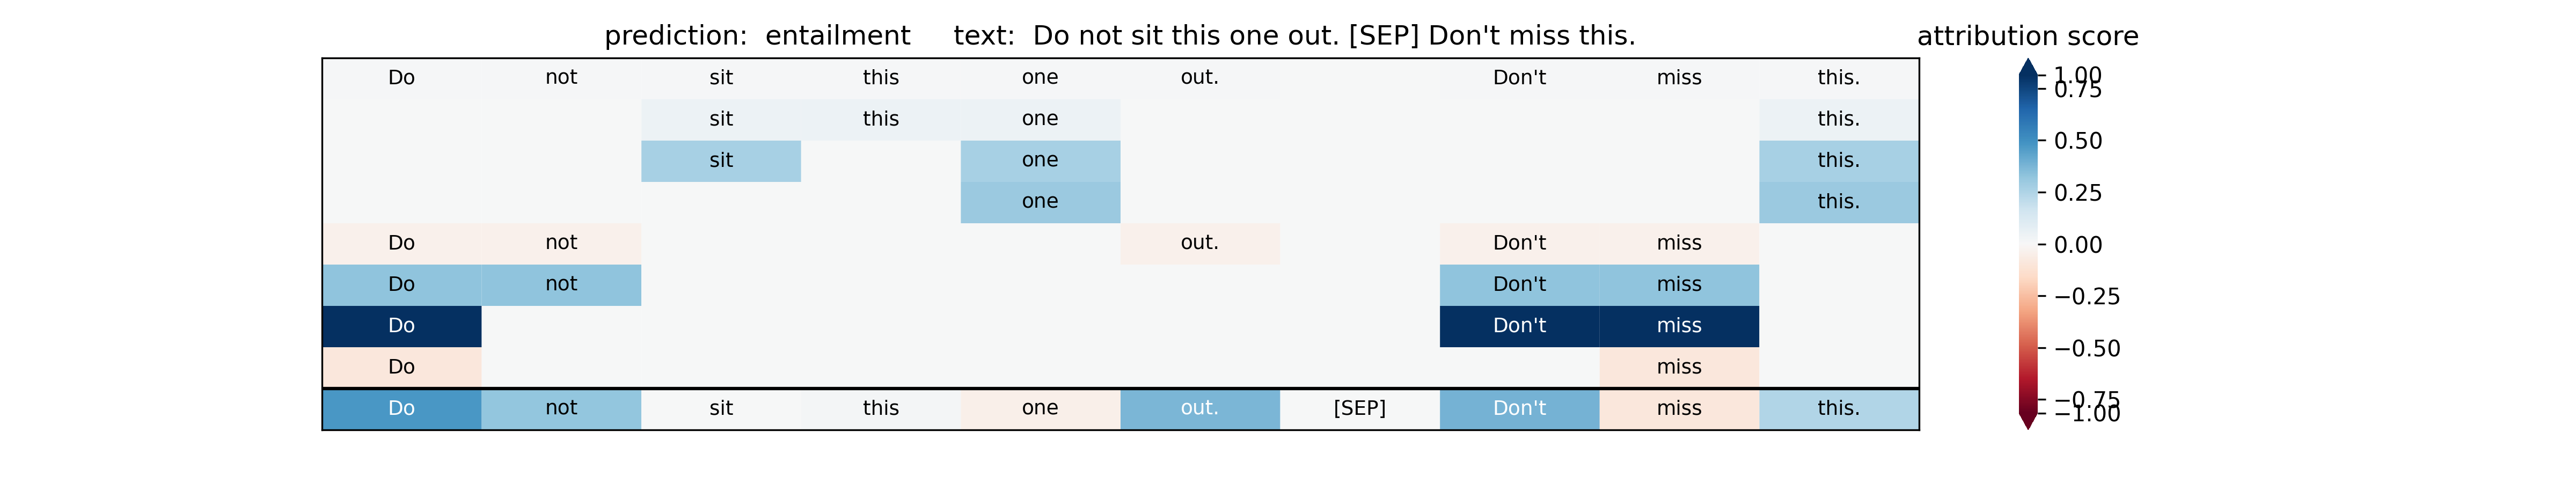 prediction:  entailment     text:  Do not sit this one out. [SEP] Don't miss this.
attribution score
Do not sit this one out. Don't miss this.
sit this one this.
sit one this.
one this.
Do not out. Don't miss
Do not Don't miss
Do Don't miss
Do miss
Do not sit this one out. [SEP] Don't miss this.
1.00
0.75
0.50
0.25
0.00
−0.25
−0.50
−0.75
−1.00